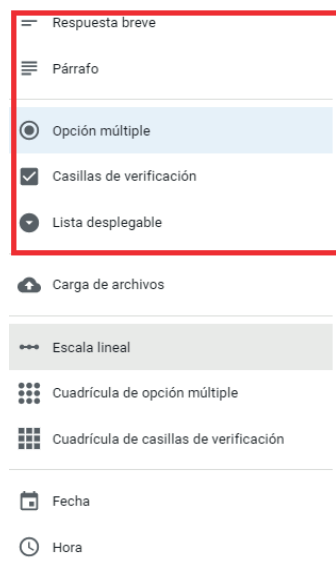 Respuesta breve
Párrafo
Opción múltiple
Casillas de verificación
Lista desplegable
Carga de archivos
Escala lineal
Cuadrícula de opción múltiple
Cuadrícula de casillas de verificación
Fecha
Hora